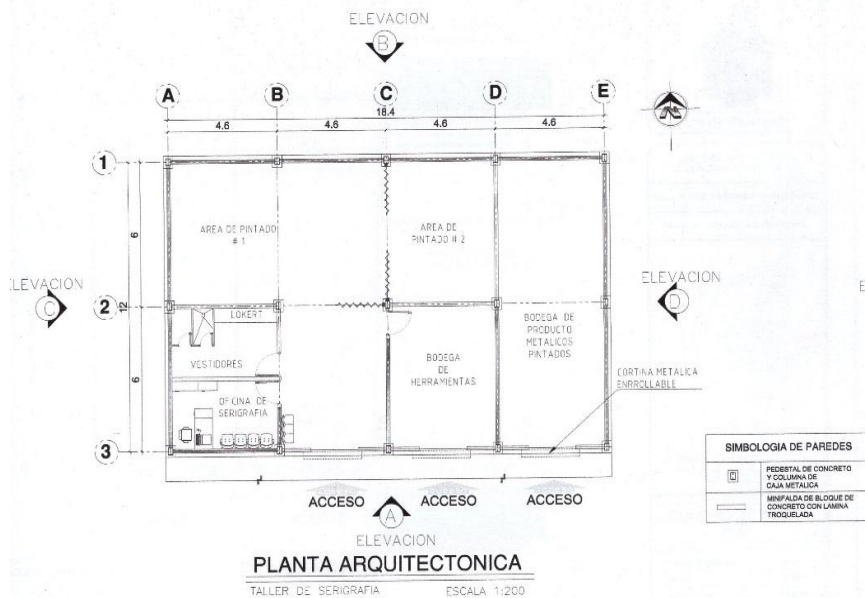 ELEVACION
B
A
B
C
D
E
18.4
4.6
4.6
4.6
4.6
N
1
AREA DE PINTADO
# 1
AREA DE
PINTADO # 2
6
ELEVACION
C
2
12
ELEVACION
D
E
LOKERT
VESTIDORES
BODEGA DE
PRODUCTO
METALICOS
PINTADOS
BODEGA
DE
HERRAMIENTAS
CORTINA METALICA
ENRROLLABLE
6
OFICINA DE
SERIGRAFIA
3
SIMBOLOGIA DE PAREDES
PEDESTAL DE CONCRETO
Y COLUMNA DE
CAJA METALICA
MINIFALDA DE BLOQUE DE
CONCRETO CON LAMINA
TROQUELADA
ACCESO
ACCESO
ACCESO
A
ELEVACION
PLANTA ARQUITECTONICA
TALLER DE SERIGRAFIA
ESCALA 1:200